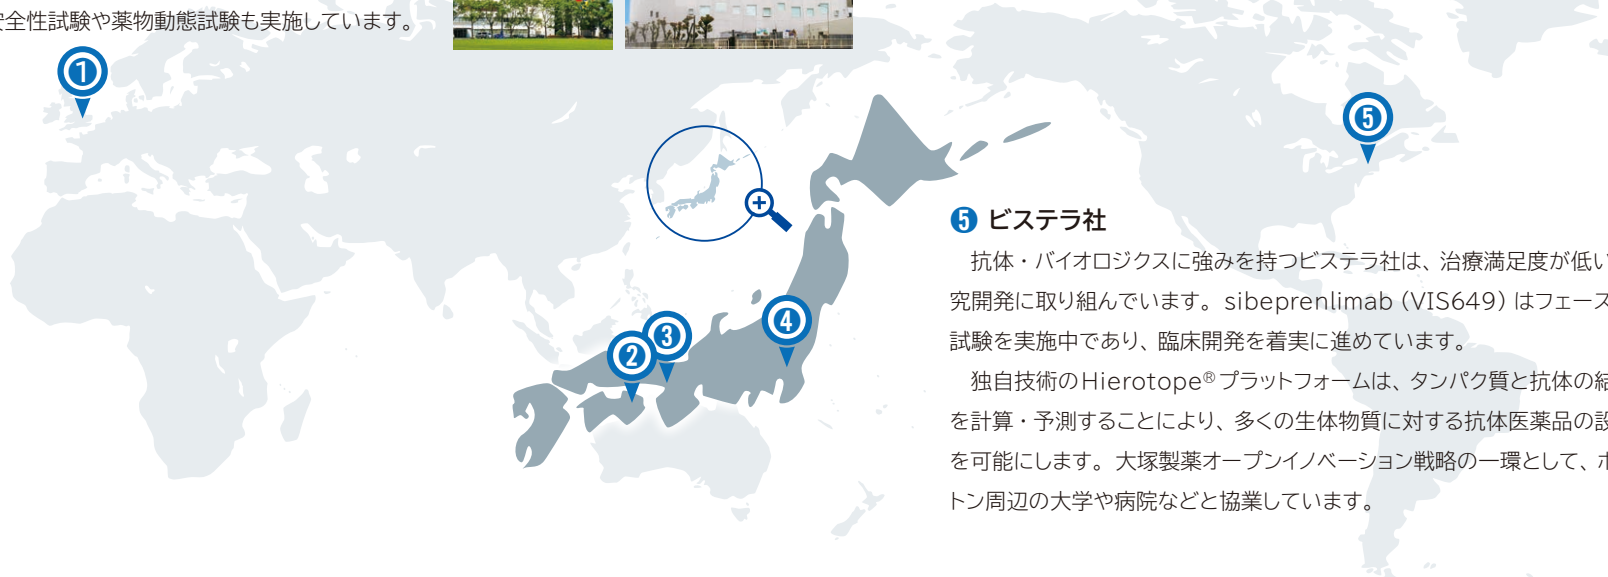 全性試験や薬物動態試験も実施しています。
1
5
4
3
2
5 ビステラ社
抗体・バイオロジクスに強みを持つビステラ社は、治療満足度が低い
究開発に取り組んでいます。sibeprenlimab（VIS649）はフェーズ
試験を実施中であり、臨床開発を着実に進めています。
独自技術のHierotope®プラットフォームは、タンパク質と抗体の結
を計算・予測することにより、多くの生体物質に対する抗体医薬品の設
を可能にします。大塚製薬オープンイノベーション戦略の一環として、ボ
トン周辺の大学や病院などと協業しています。